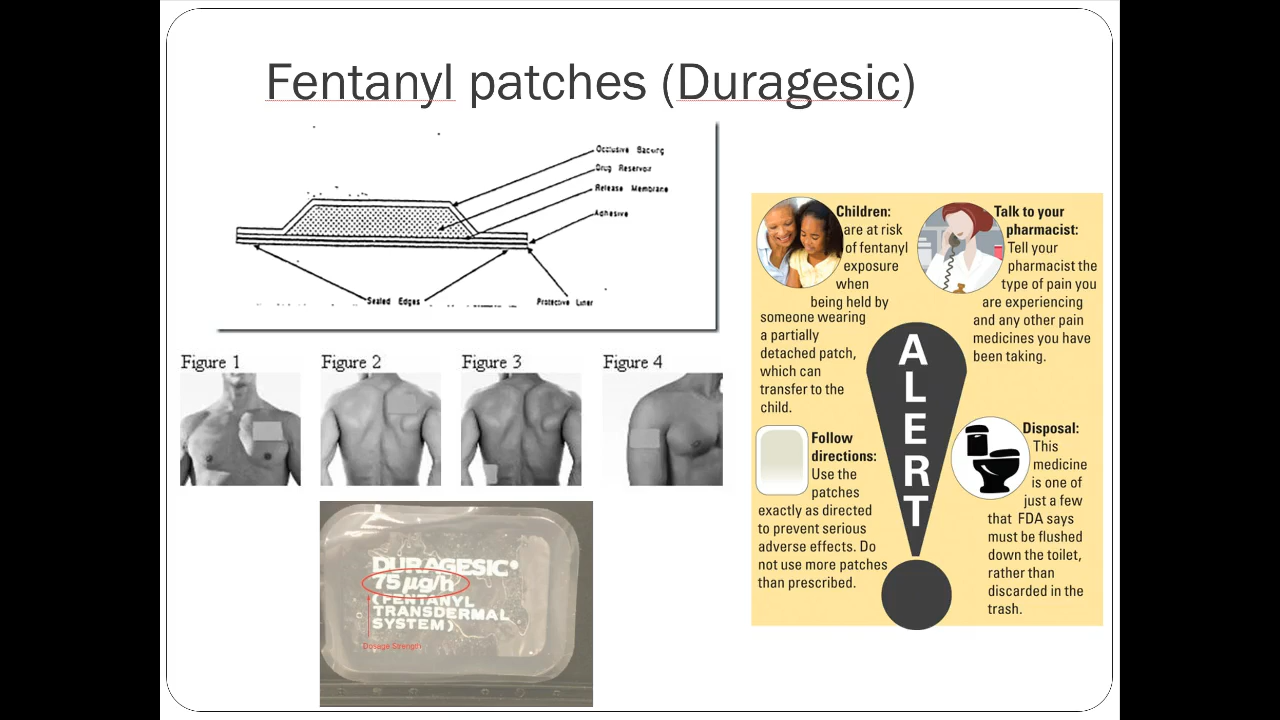 Fentanyl patches (Duragesic)
Occlusive Backing
Drug Reservoir
Release Membrane
Adhesive
Sealed Edges
Protective Liner
Figure 1
Figure 2
Figure 3
Figure 4
DURAGESIC®
75 µg/h
(FENTANYL
TRANSDERMAL
SYSTEM)
Dosage Strength
Children:
are at risk
of fentanyl
exposure
when
being held by
someone wearing
a partially
detached patch,
which can
transfer to the
child.
Talk to your
pharmacist:
Tell your
pharmacist the
type of pain you
are experiencing
and any other pain
medicines you have
been taking.
ALERT
Follow
directions:
Use the
patches
exactly as directed
to prevent serious
adverse effects. Do
not use more patches
than prescribed.
Disposal:
This
medicine
is one of
just a few
that FDA says
must be flushed
down the toilet,
rather than
discarded in the
trash.